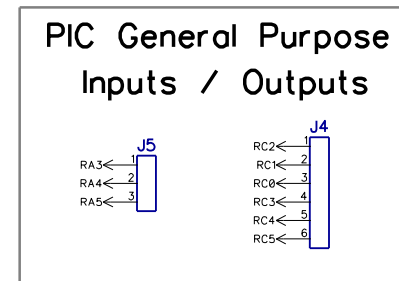 PIC General Purpose
Inputs / Outputs
J5
RA3 1
RA4 2
RA5 3
J4
RC2 1
RC1 2
RC0 3
RC3 4
RC4 5
RC5 6